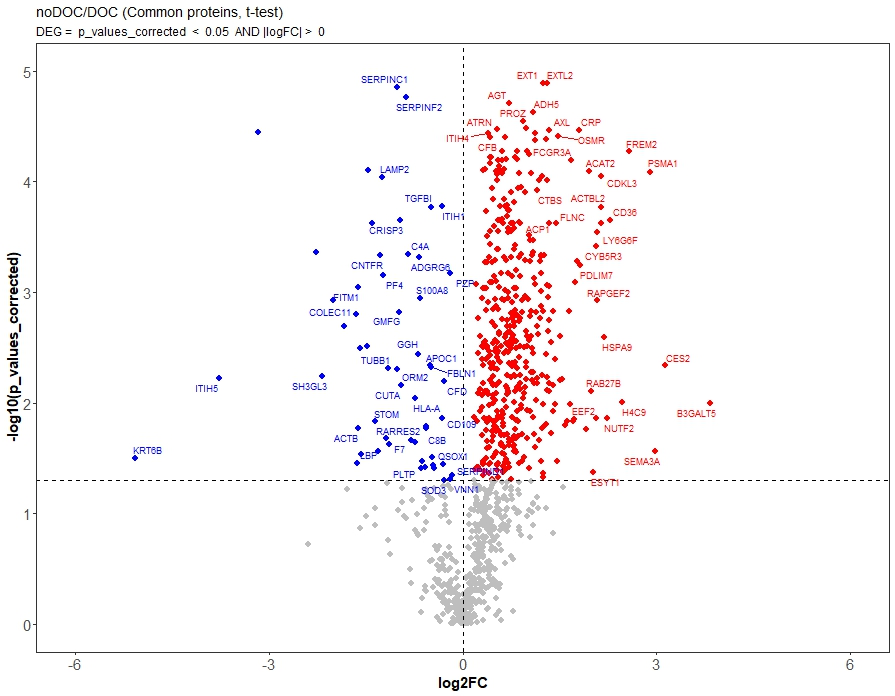 noDOC/DOC (Common proteins, t-test)
DEG = p_values_corrected < 0.05 AND |logFC| > 0
SERPINC1
EXT1 EXTL2
SERPINF2
AGT
ADH5
PROZ
ATRN
AXL CRP
ITIH4
OSMR
CFB
FCGR3A
FREM2
LAMP2
ACAT2
PSMA1
CDKL3
TGFBI
CTBS
ACTBL2
ITIH1
FLNC
CD36
CRISP3
ACP1
LY6G6F
C4A
CNTFR
ADGRG6
CYB5R3
PF4
PZP
PDLIM7
FITM1
S100A8
RAPGEF2
COLEC11
GMFG
GGH
HSPA9
TUBB1
APOC1
CES2
FBLN1
ORM2
SH3GL3
ITIH5
CUTA
CFD
RAB27B
HLA-A
STOM
EEF2
H4C9
B3GALT5
CD109
RARRES2
NUTF2
ACTB
C8B
KRT6B
LBF
F7
QSOX1
SEMA3A
PLTP
ESYT1
SOD3
VNN1
5
4
3
2
1
0
-log10(p_values_corrected)
-6 -3 0 3 6
log2FC